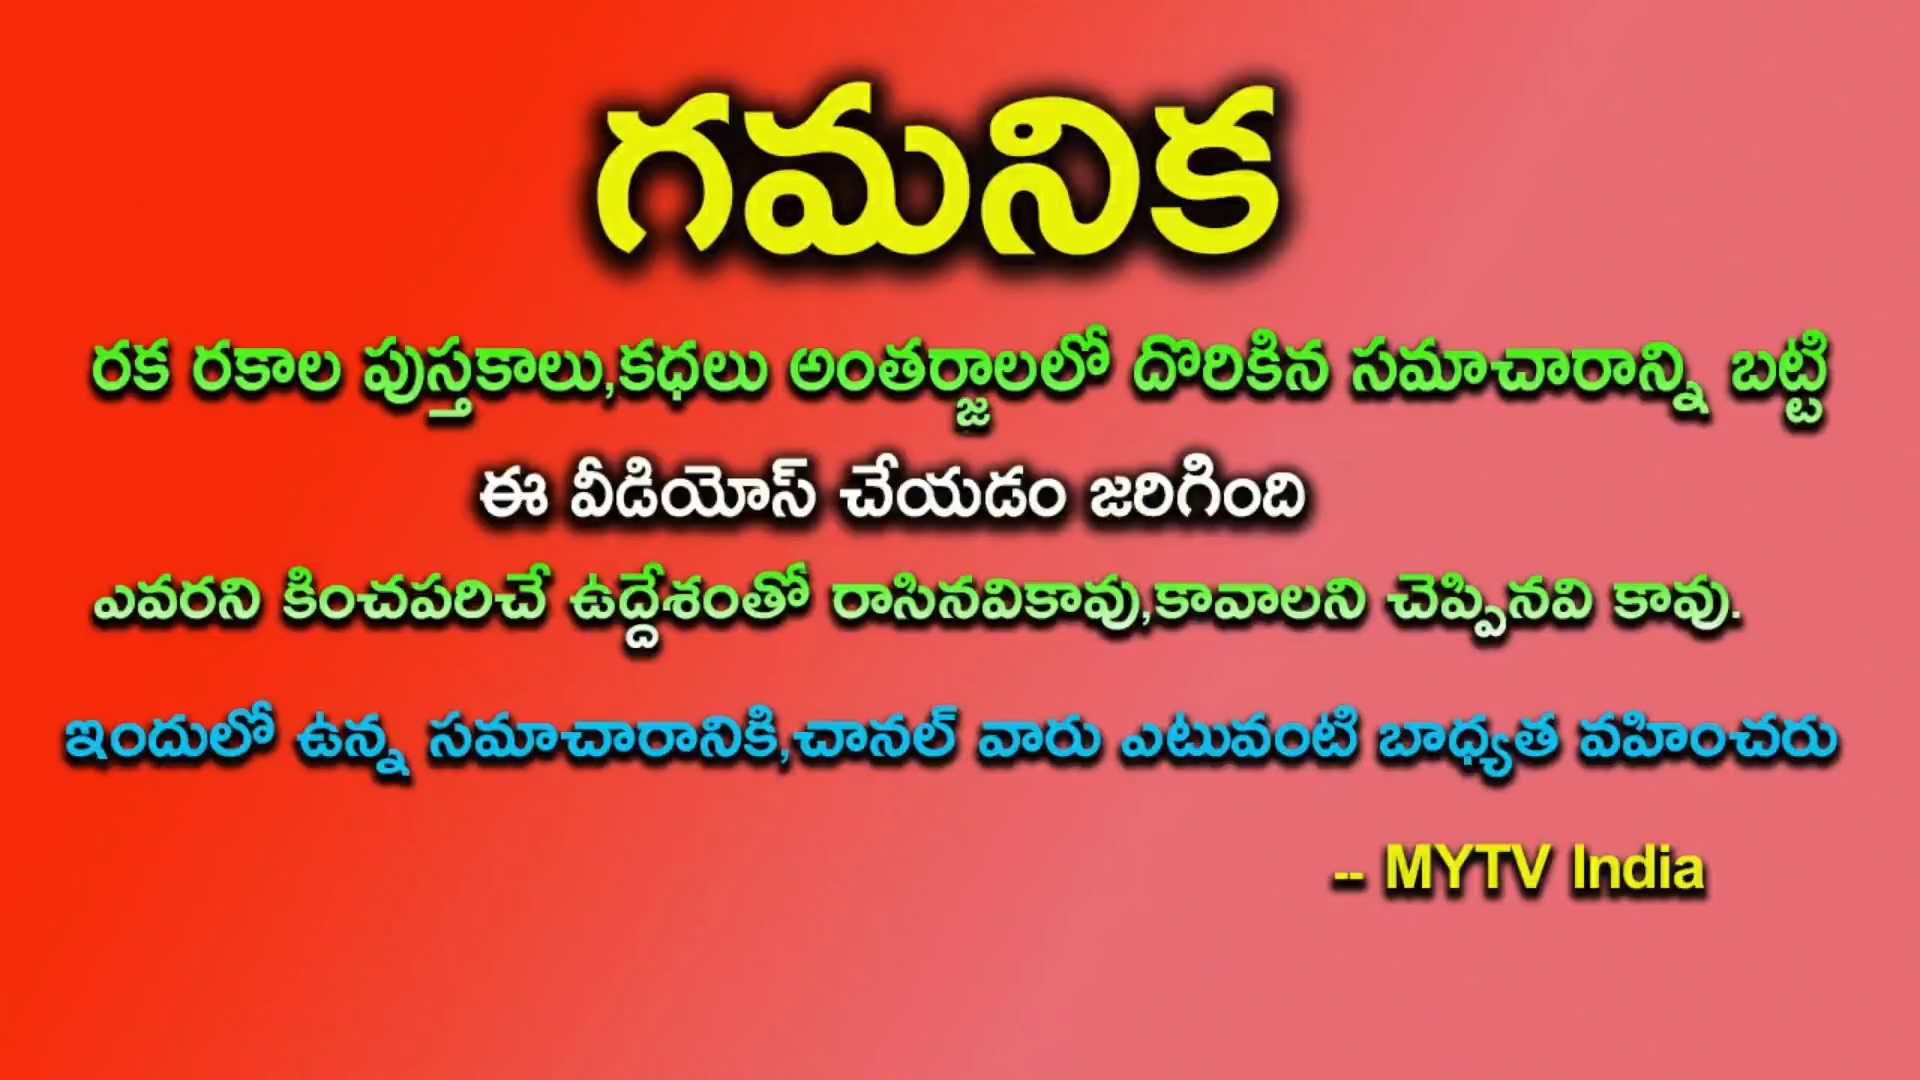 గమనిక
రక రకాల పుస్తకాలు,కధలు అంతర్జాలలో దొరికిన సమాచారాన్ని బట్టి
ఈ వీడియోస్ చేయడం జరిగింది
ఎవరని కించపరిచే ఉద్దేశంతో రాసినవికావు,కావాలని చెప్పినవి కావు.
ఇందులో ఉన్న సమాచారానికి,చానల్ వారు ఎటువంటి బాధ్యత వహించరు
-- MYTV India